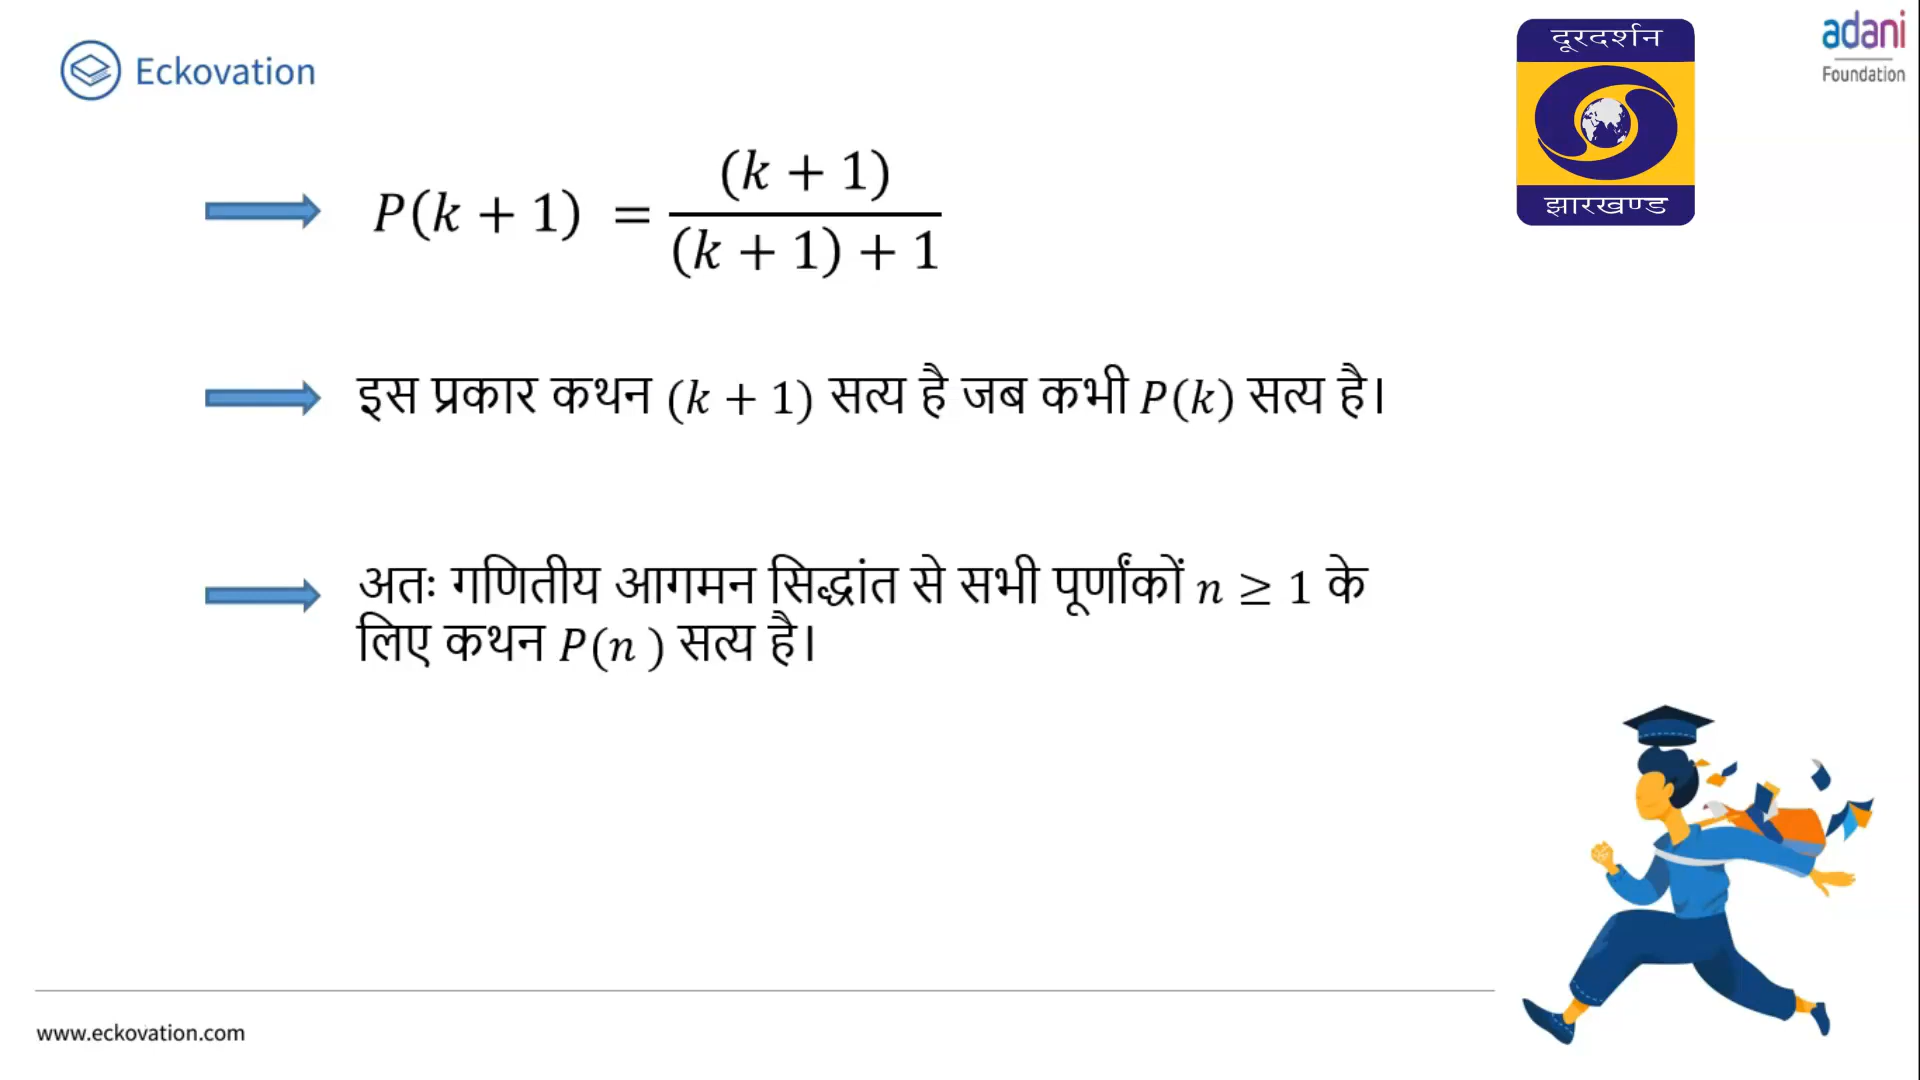 Eckovation
दूरदर्शन
झारखण्ड
adani
Foundation
P(k + 1) = (k + 1) / ((k + 1) + 1)
इस प्रकार कथन (k + 1) सत्य है जब कभी P(k) सत्य है।
अतः गणितीय आगमन सिद्धांत से सभी पूर्णांकों n ≥ 1 के
लिए कथन P(n ) सत्य है।
www.eckovation.com